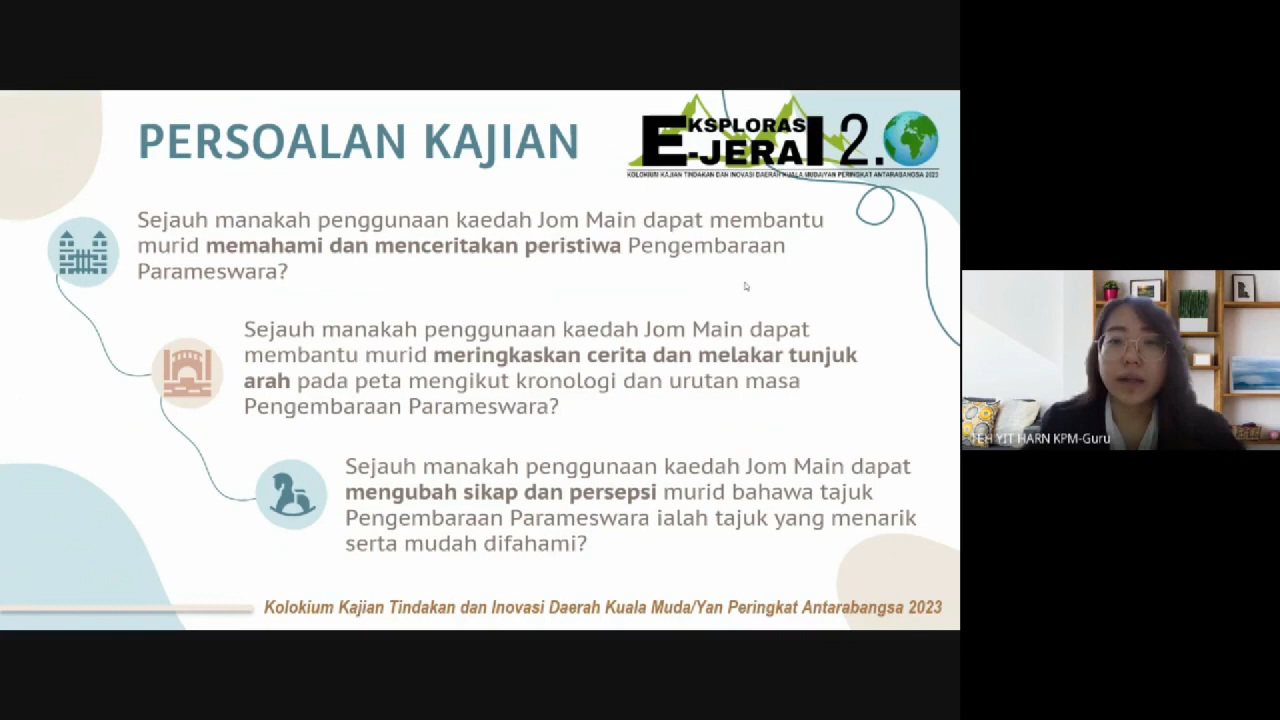 PERSOALAN KAJIAN
EKSPLORASI
E-JERAI 2.0
KOLOKIUM KAJIAN TINDAKAN DAN INOVASI DAERAH KUALA MUDA/YAN PERINGKAT ANTARABANGSA 2023
Sejauh manakah penggunaan kaedah Jom Main dapat membantu
murid memahami dan menceritakan peristiwa Pengembaraan
Parameswara?
Sejauh manakah penggunaan kaedah Jom Main dapat
membantu murid meringkaskan cerita dan melakar tunjuk
arah pada peta mengikut kronologi dan urutan masa
Pengembaraan Parameswara?
Sejauh manakah penggunaan kaedah Jom Main dapat
mengubah sikap dan persepsi murid bahawa tajuk
Pengembaraan Parameswara ialah tajuk yang menarik
serta mudah difahami?
Kolokium Kajian Tindakan dan Inovasi Daerah Kuala Muda/Yan Peringkat Antarabangsa 2023
TEH YIT HARN KPM-Guru